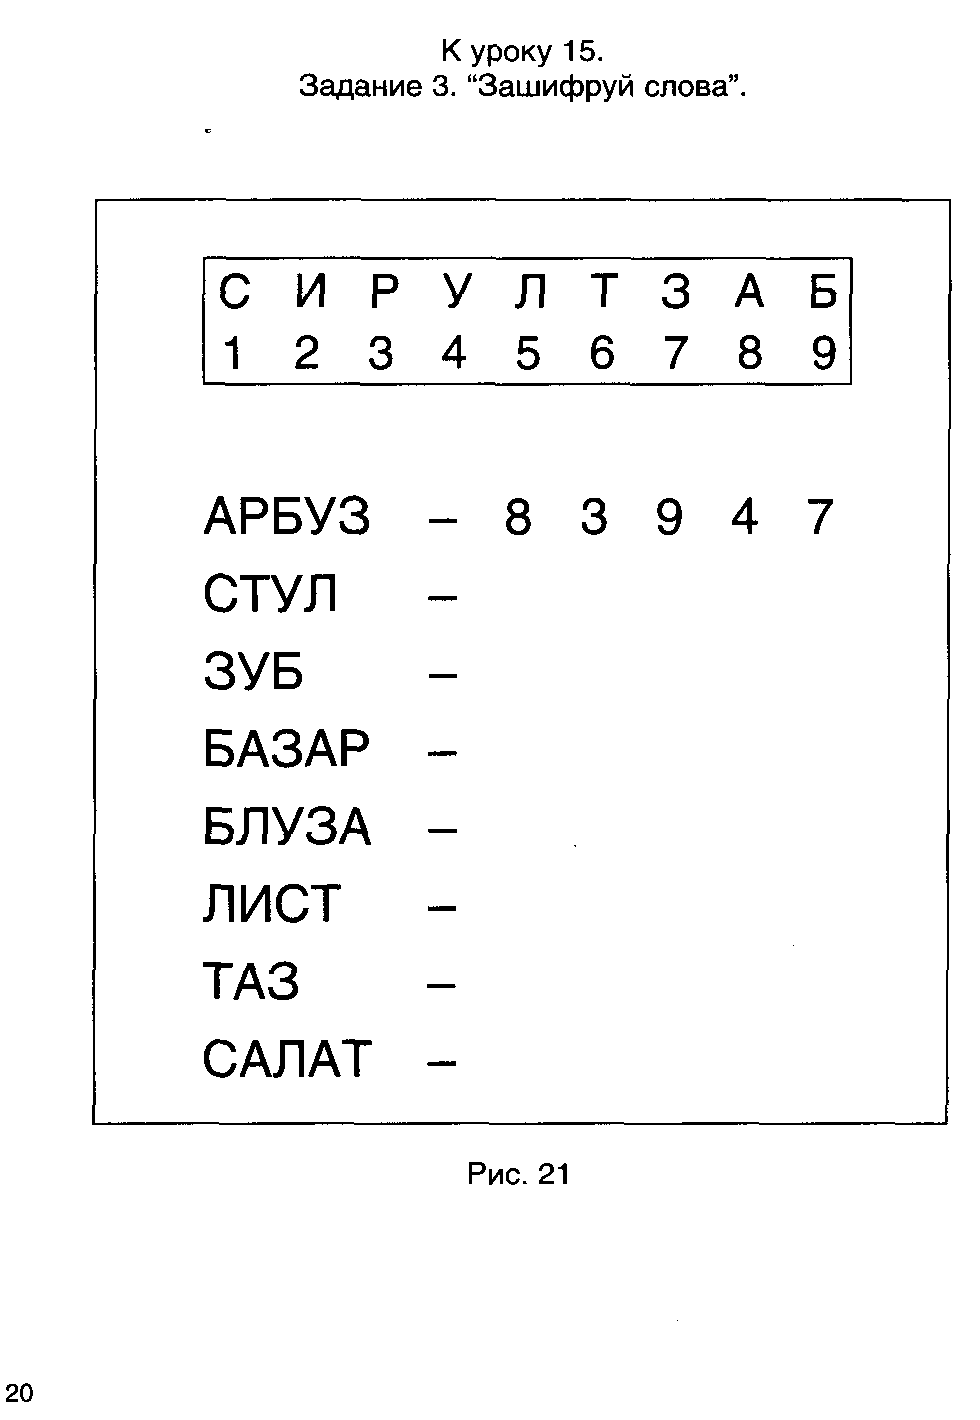 К уроку 15.
Задание 3. “Зашифруй слова”.
С И Р У Л Т З А Б
1 2 3 4 5 6 7 8 9
АРБУЗ – 8 3 9 4 7
СТУЛ –
ЗУБ –
БАЗАР –
БЛУЗА –
ЛИСТ –
ТАЗ –
САЛАТ –
Рис. 21
20